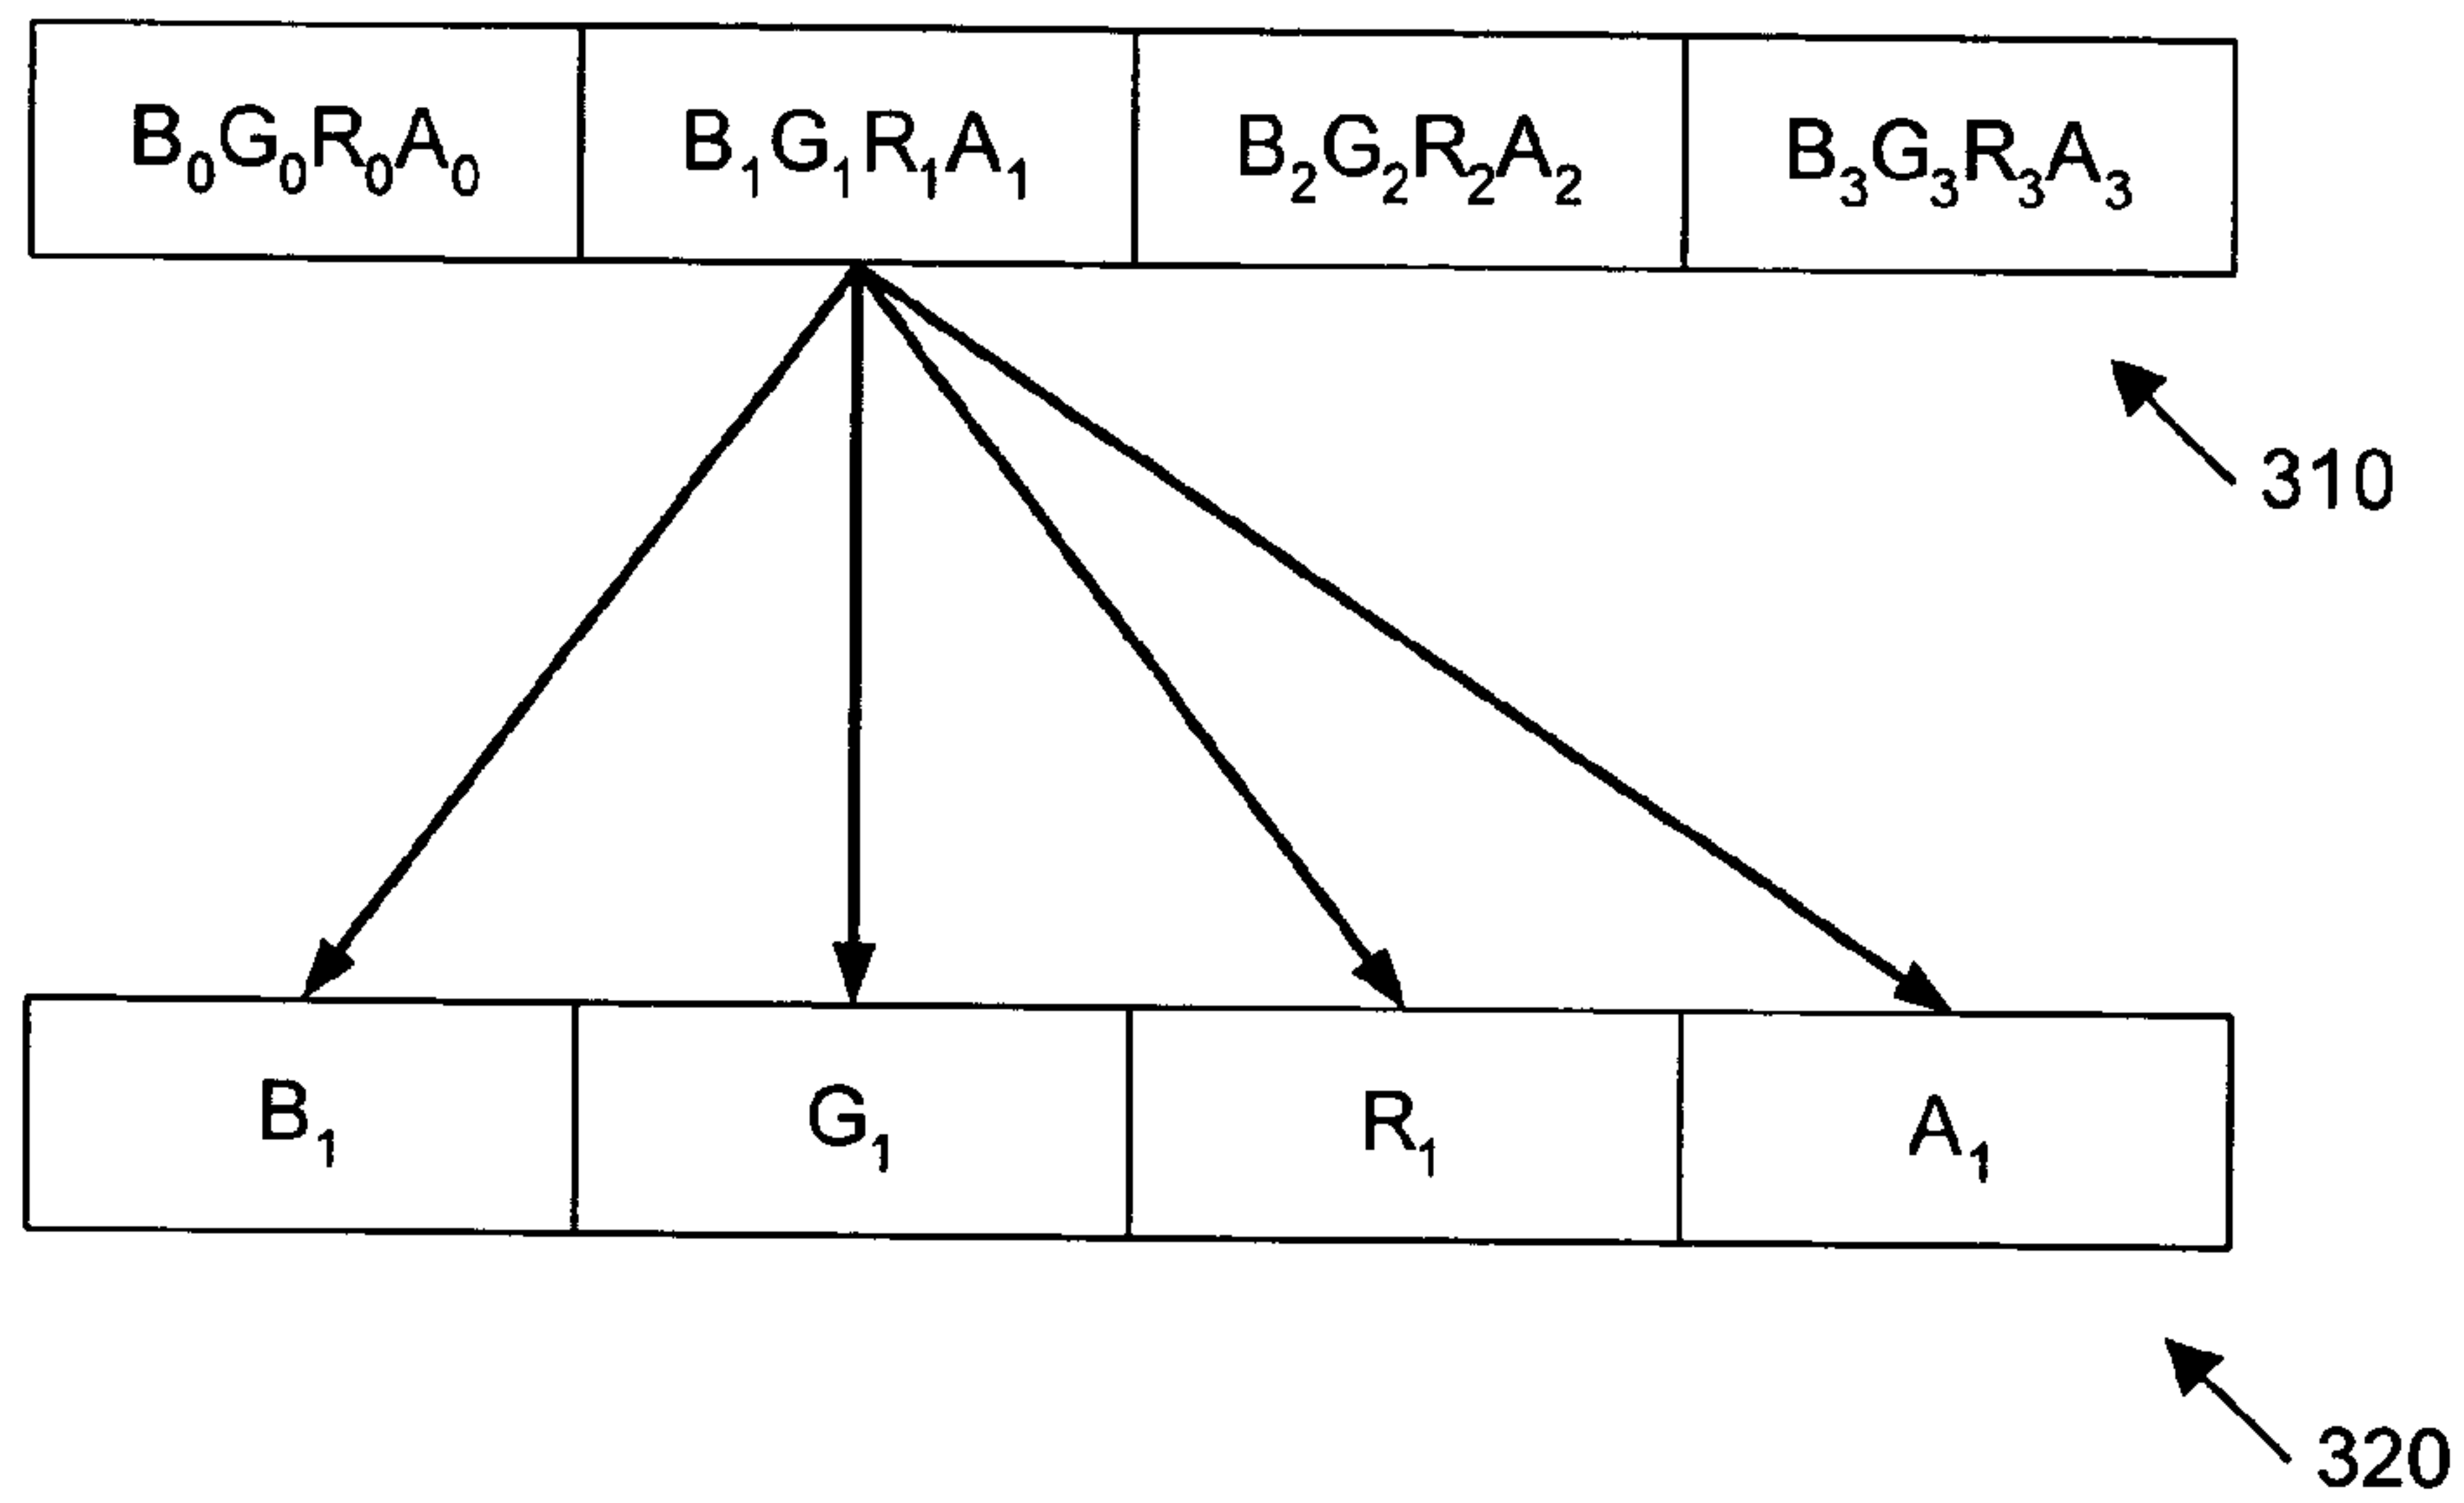 B₀G₀R₀A₀ B₁G₁R₁A₁ B₂G₂R₂A₂ B₃G₃R₃A₃
310
B₁ G₁ R₁ A₁
320